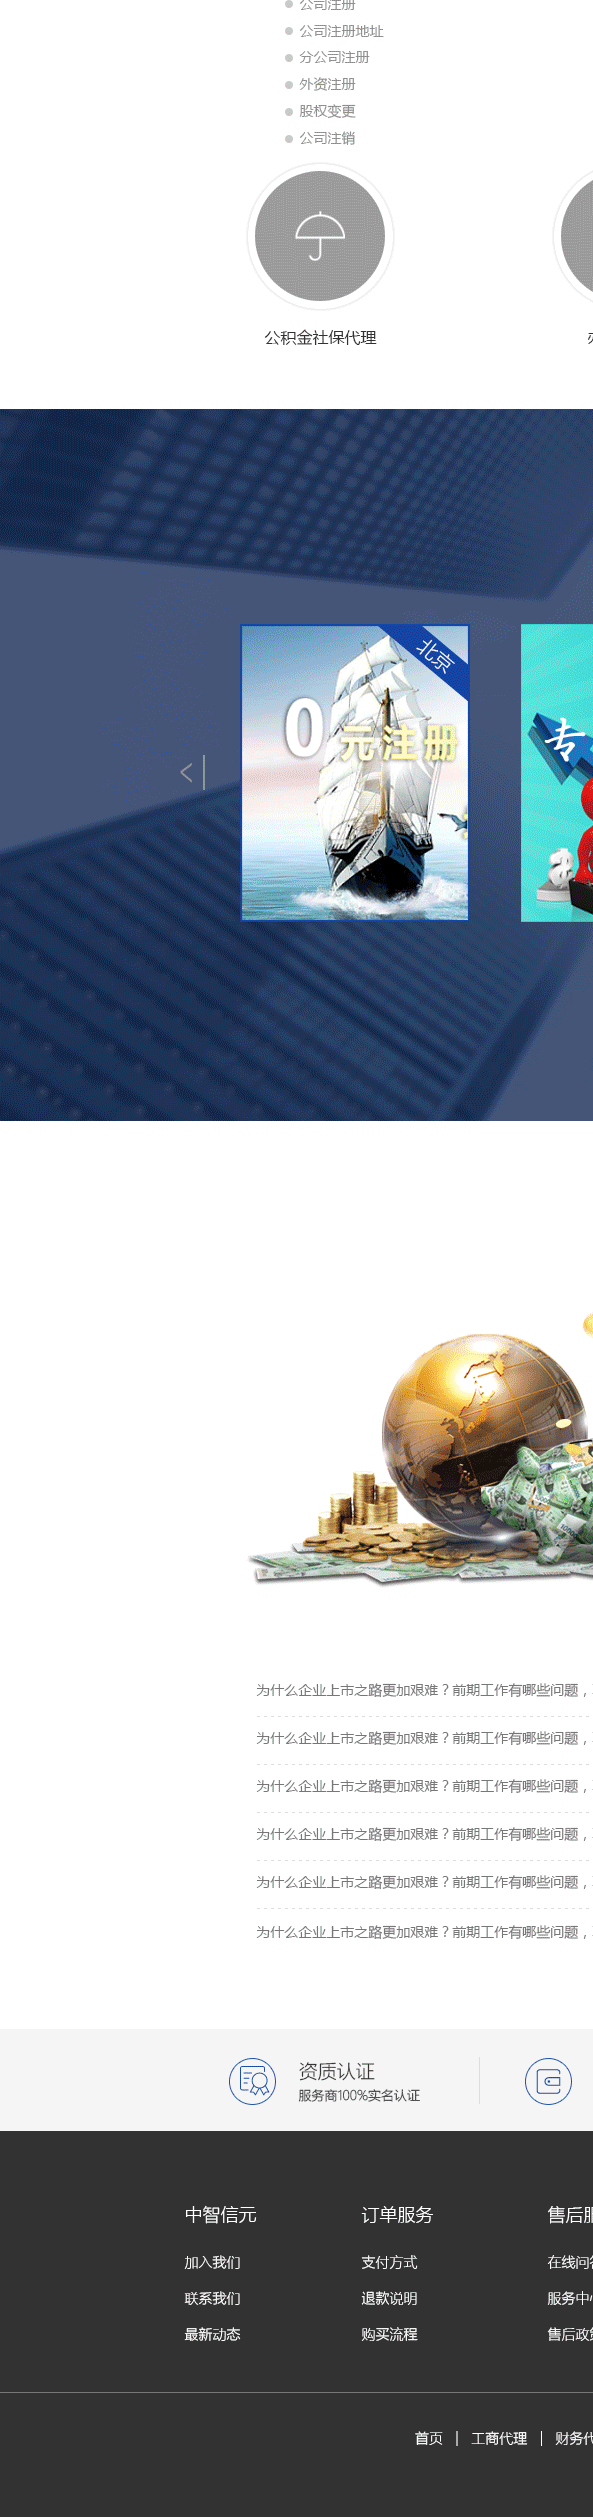 公司注册
公司注册地址
分公司注册
外资注册
股权变更
公司注销
公积金社保代理
北京
0元注册
专
为什么企业上市之路更加艰难？前期工作有哪些问题，
为什么企业上市之路更加艰难？前期工作有哪些问题，
为什么企业上市之路更加艰难？前期工作有哪些问题，
为什么企业上市之路更加艰难？前期工作有哪些问题，
为什么企业上市之路更加艰难？前期工作有哪些问题，
为什么企业上市之路更加艰难？前期工作有哪些问题，
资质认证
服务商100%实名认证
中智信元 订单服务 售后服
加入我们 支付方式 在线问答
联系我们 退款说明 服务中心
最新动态 购买流程 售后政策
首页 | 工商代理 | 财务代